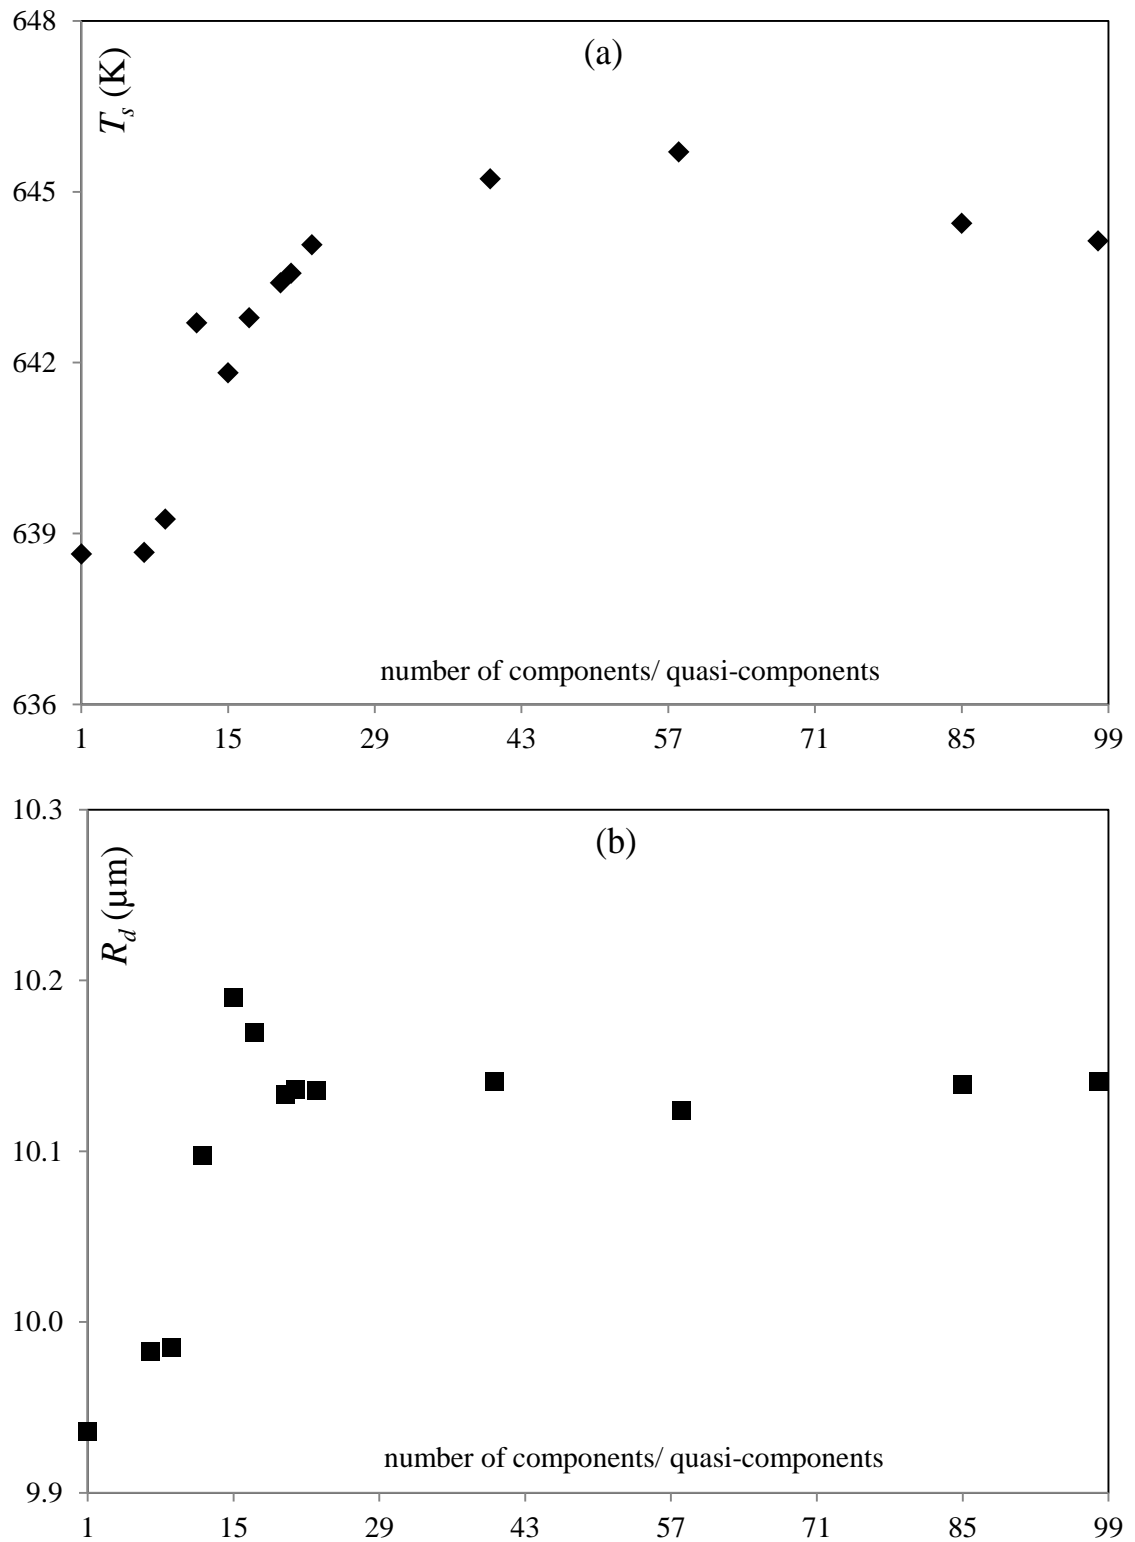 648
(a)
T_s (K)
645
642
639
number of components/ quasi-components
636
1 15 29 43 57 71 85 99
10.3
(b)
R_d (µm)
10.2
10.1
10.0
number of components/ quasi-components
9.9
1 15 29 43 57 71 85 99